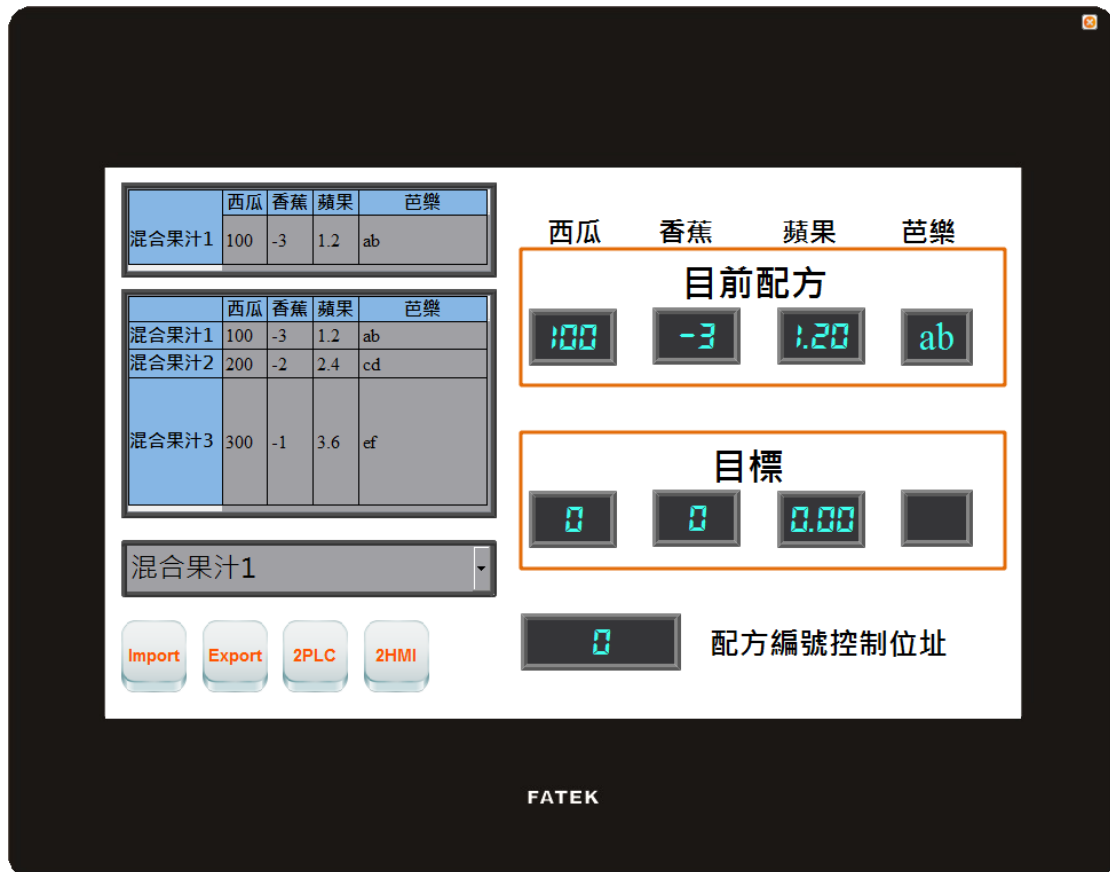 西瓜 香蕉 蘋果 芭樂
混合果汁1 100 -3 1.2 ab
西瓜 香蕉 蘋果 芭樂
混合果汁1 100 -3 1.2 ab
混合果汁2 200 -2 2.4 cd
混合果汁3 300 -1 3.6 ef
混合果汁1
Import Export 2PLC 2HMI
西瓜 香蕉 蘋果 芭樂
目前配方
100 -3 1.20 ab
目標
0 0 0.00
0 配方編號控制位址
FATEK